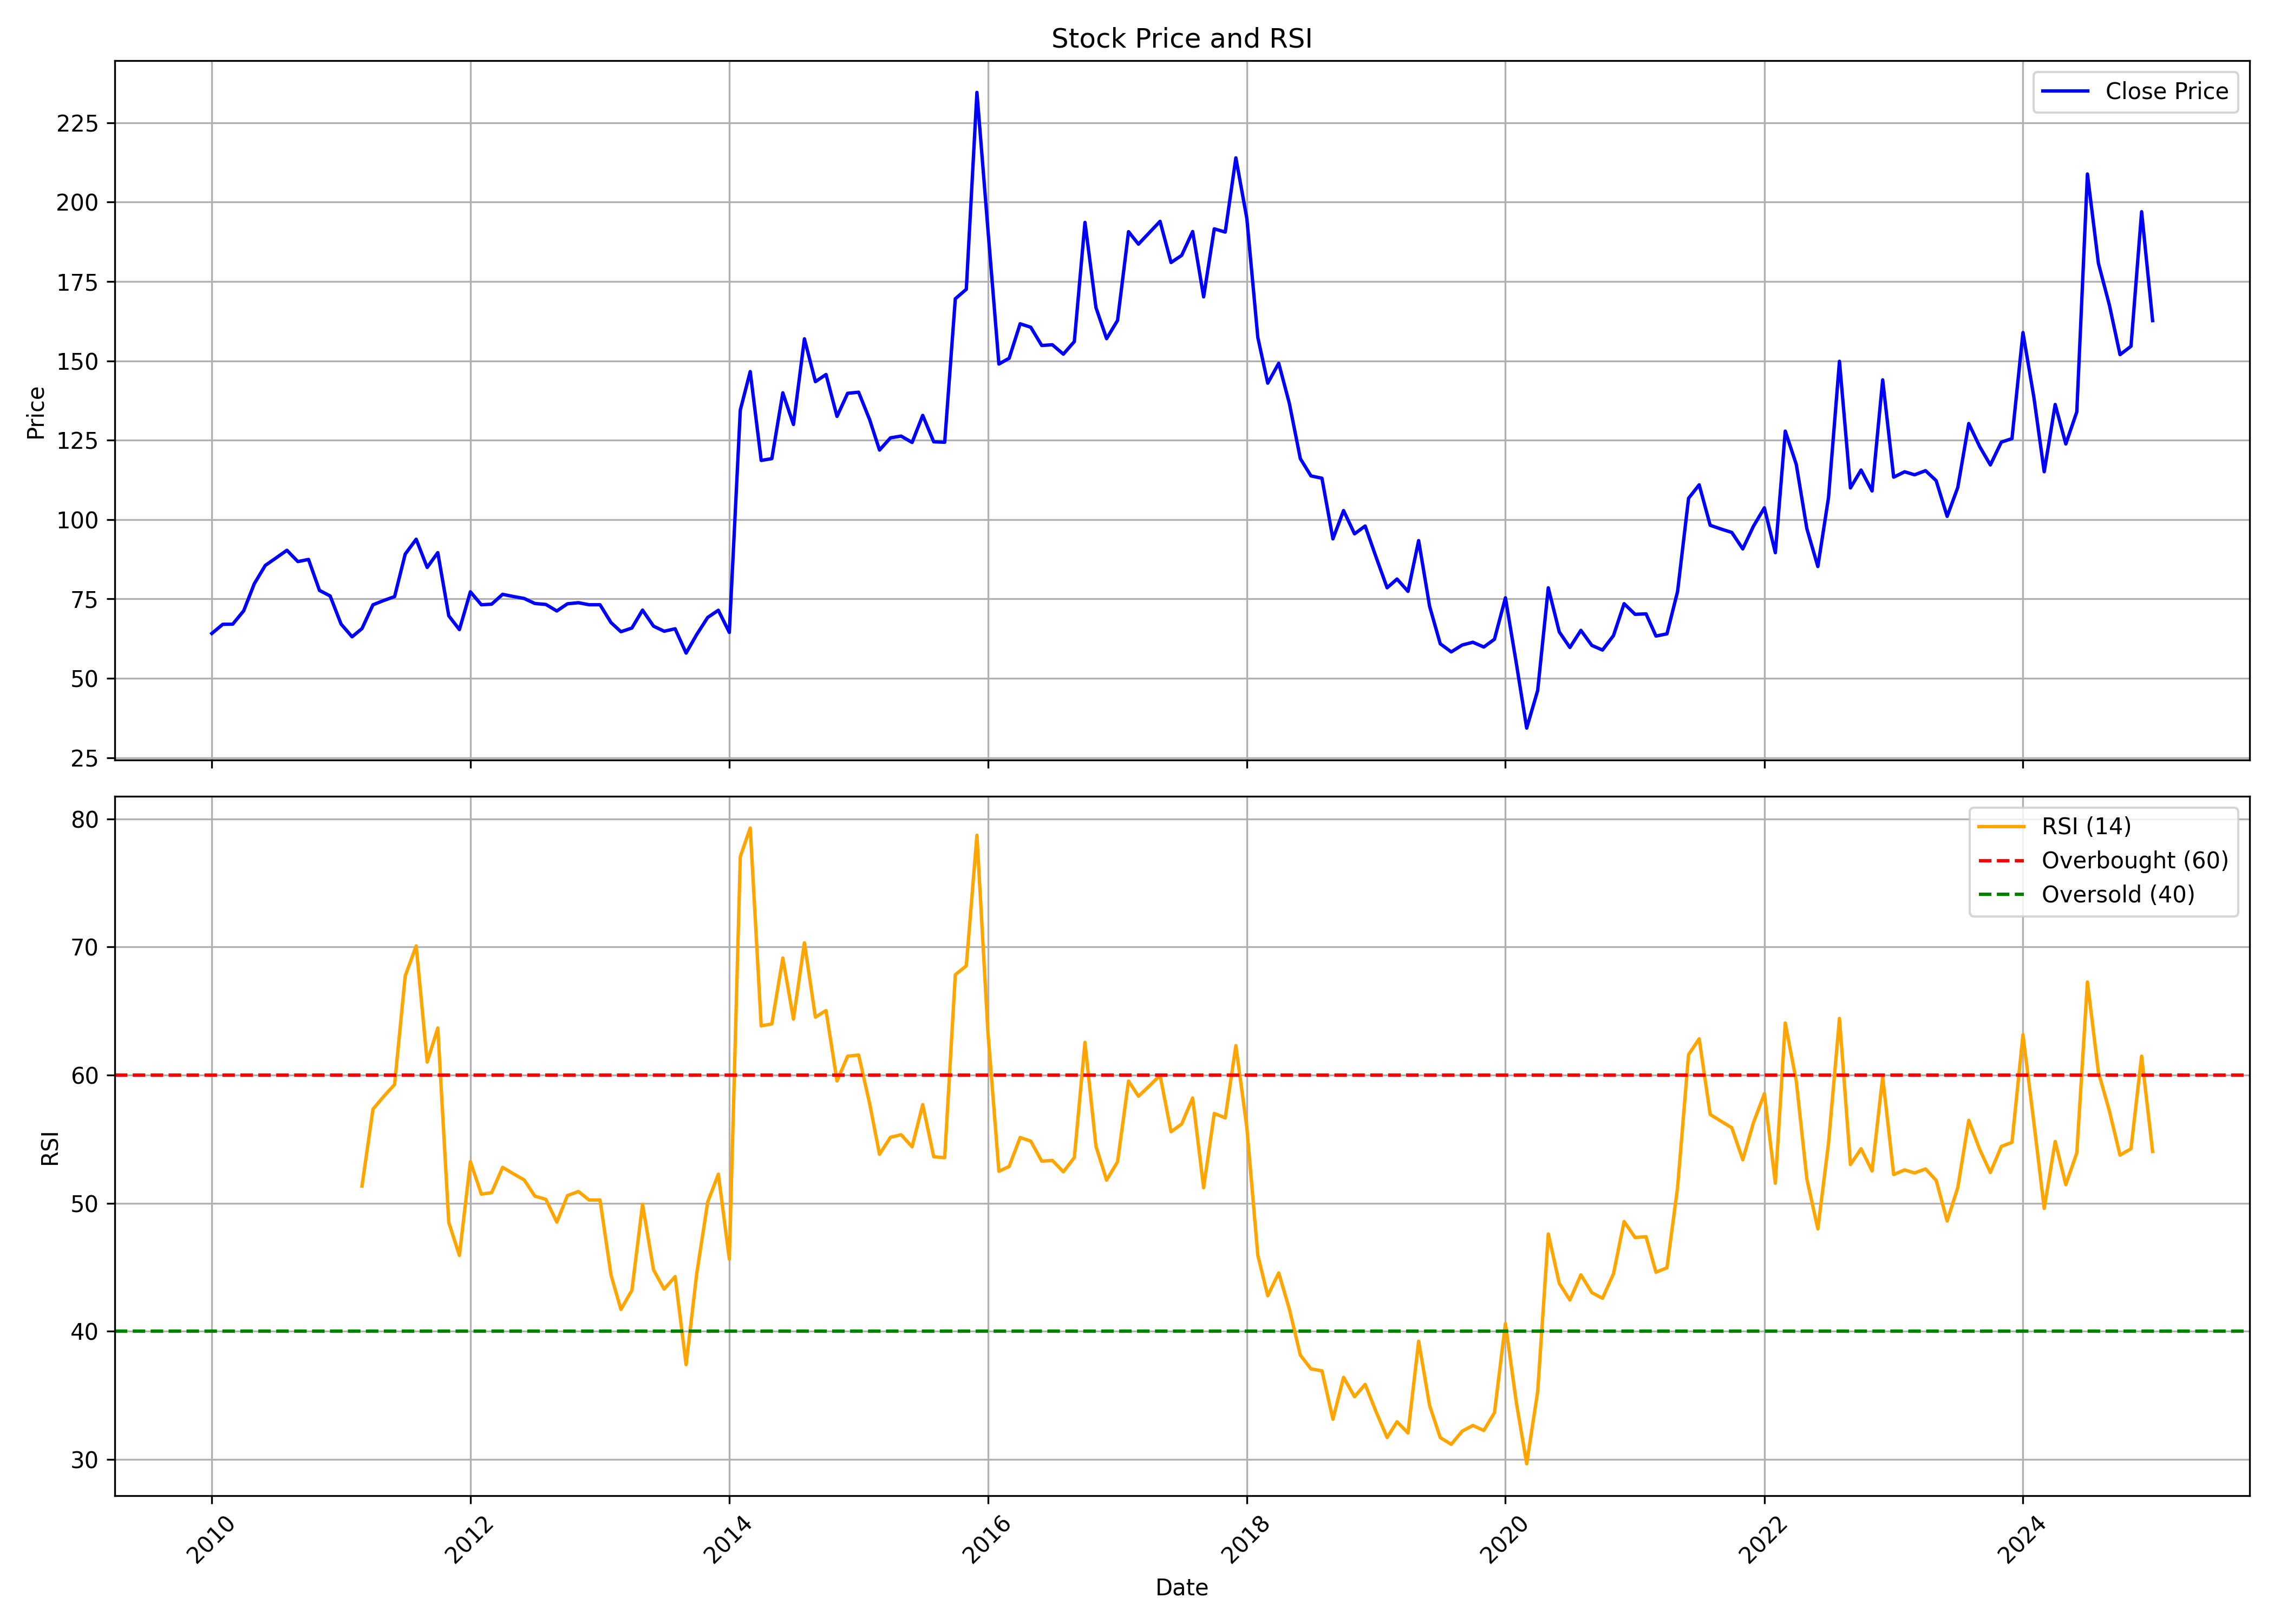 Stock Price and RSI
Close Price
225
200
175
150
125
100
75
50
25
Price
RSI (14)
Overbought (60)
Oversold (40)
80
70
60
50
40
30
RSI
2010
2012
2014
2016
2018
2020
2022
2024
Date